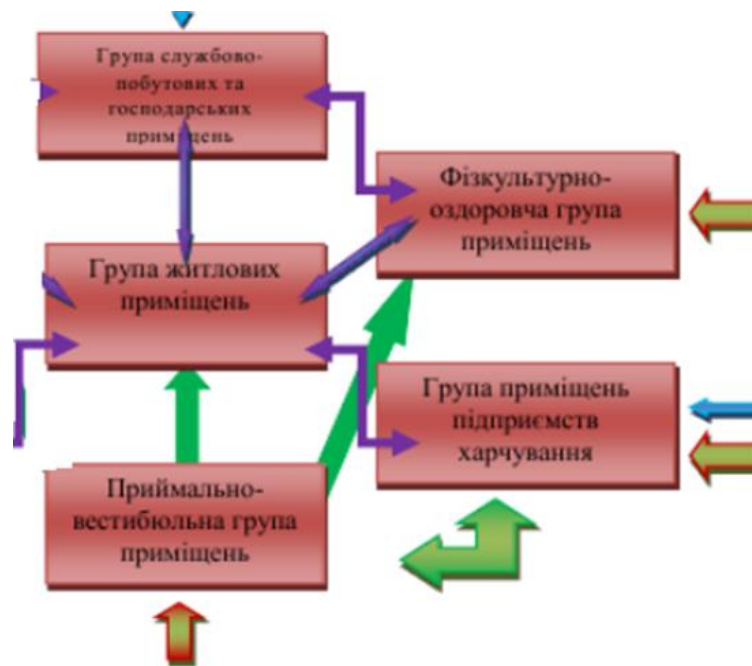 Група службово-
побутових та
господарських
приміщень
Фізкультурно-
оздоровча група
приміщень
Група житлових
приміщень
Група приміщень
підприємств
харчування
Приймально-
вестибюльна група
приміщень